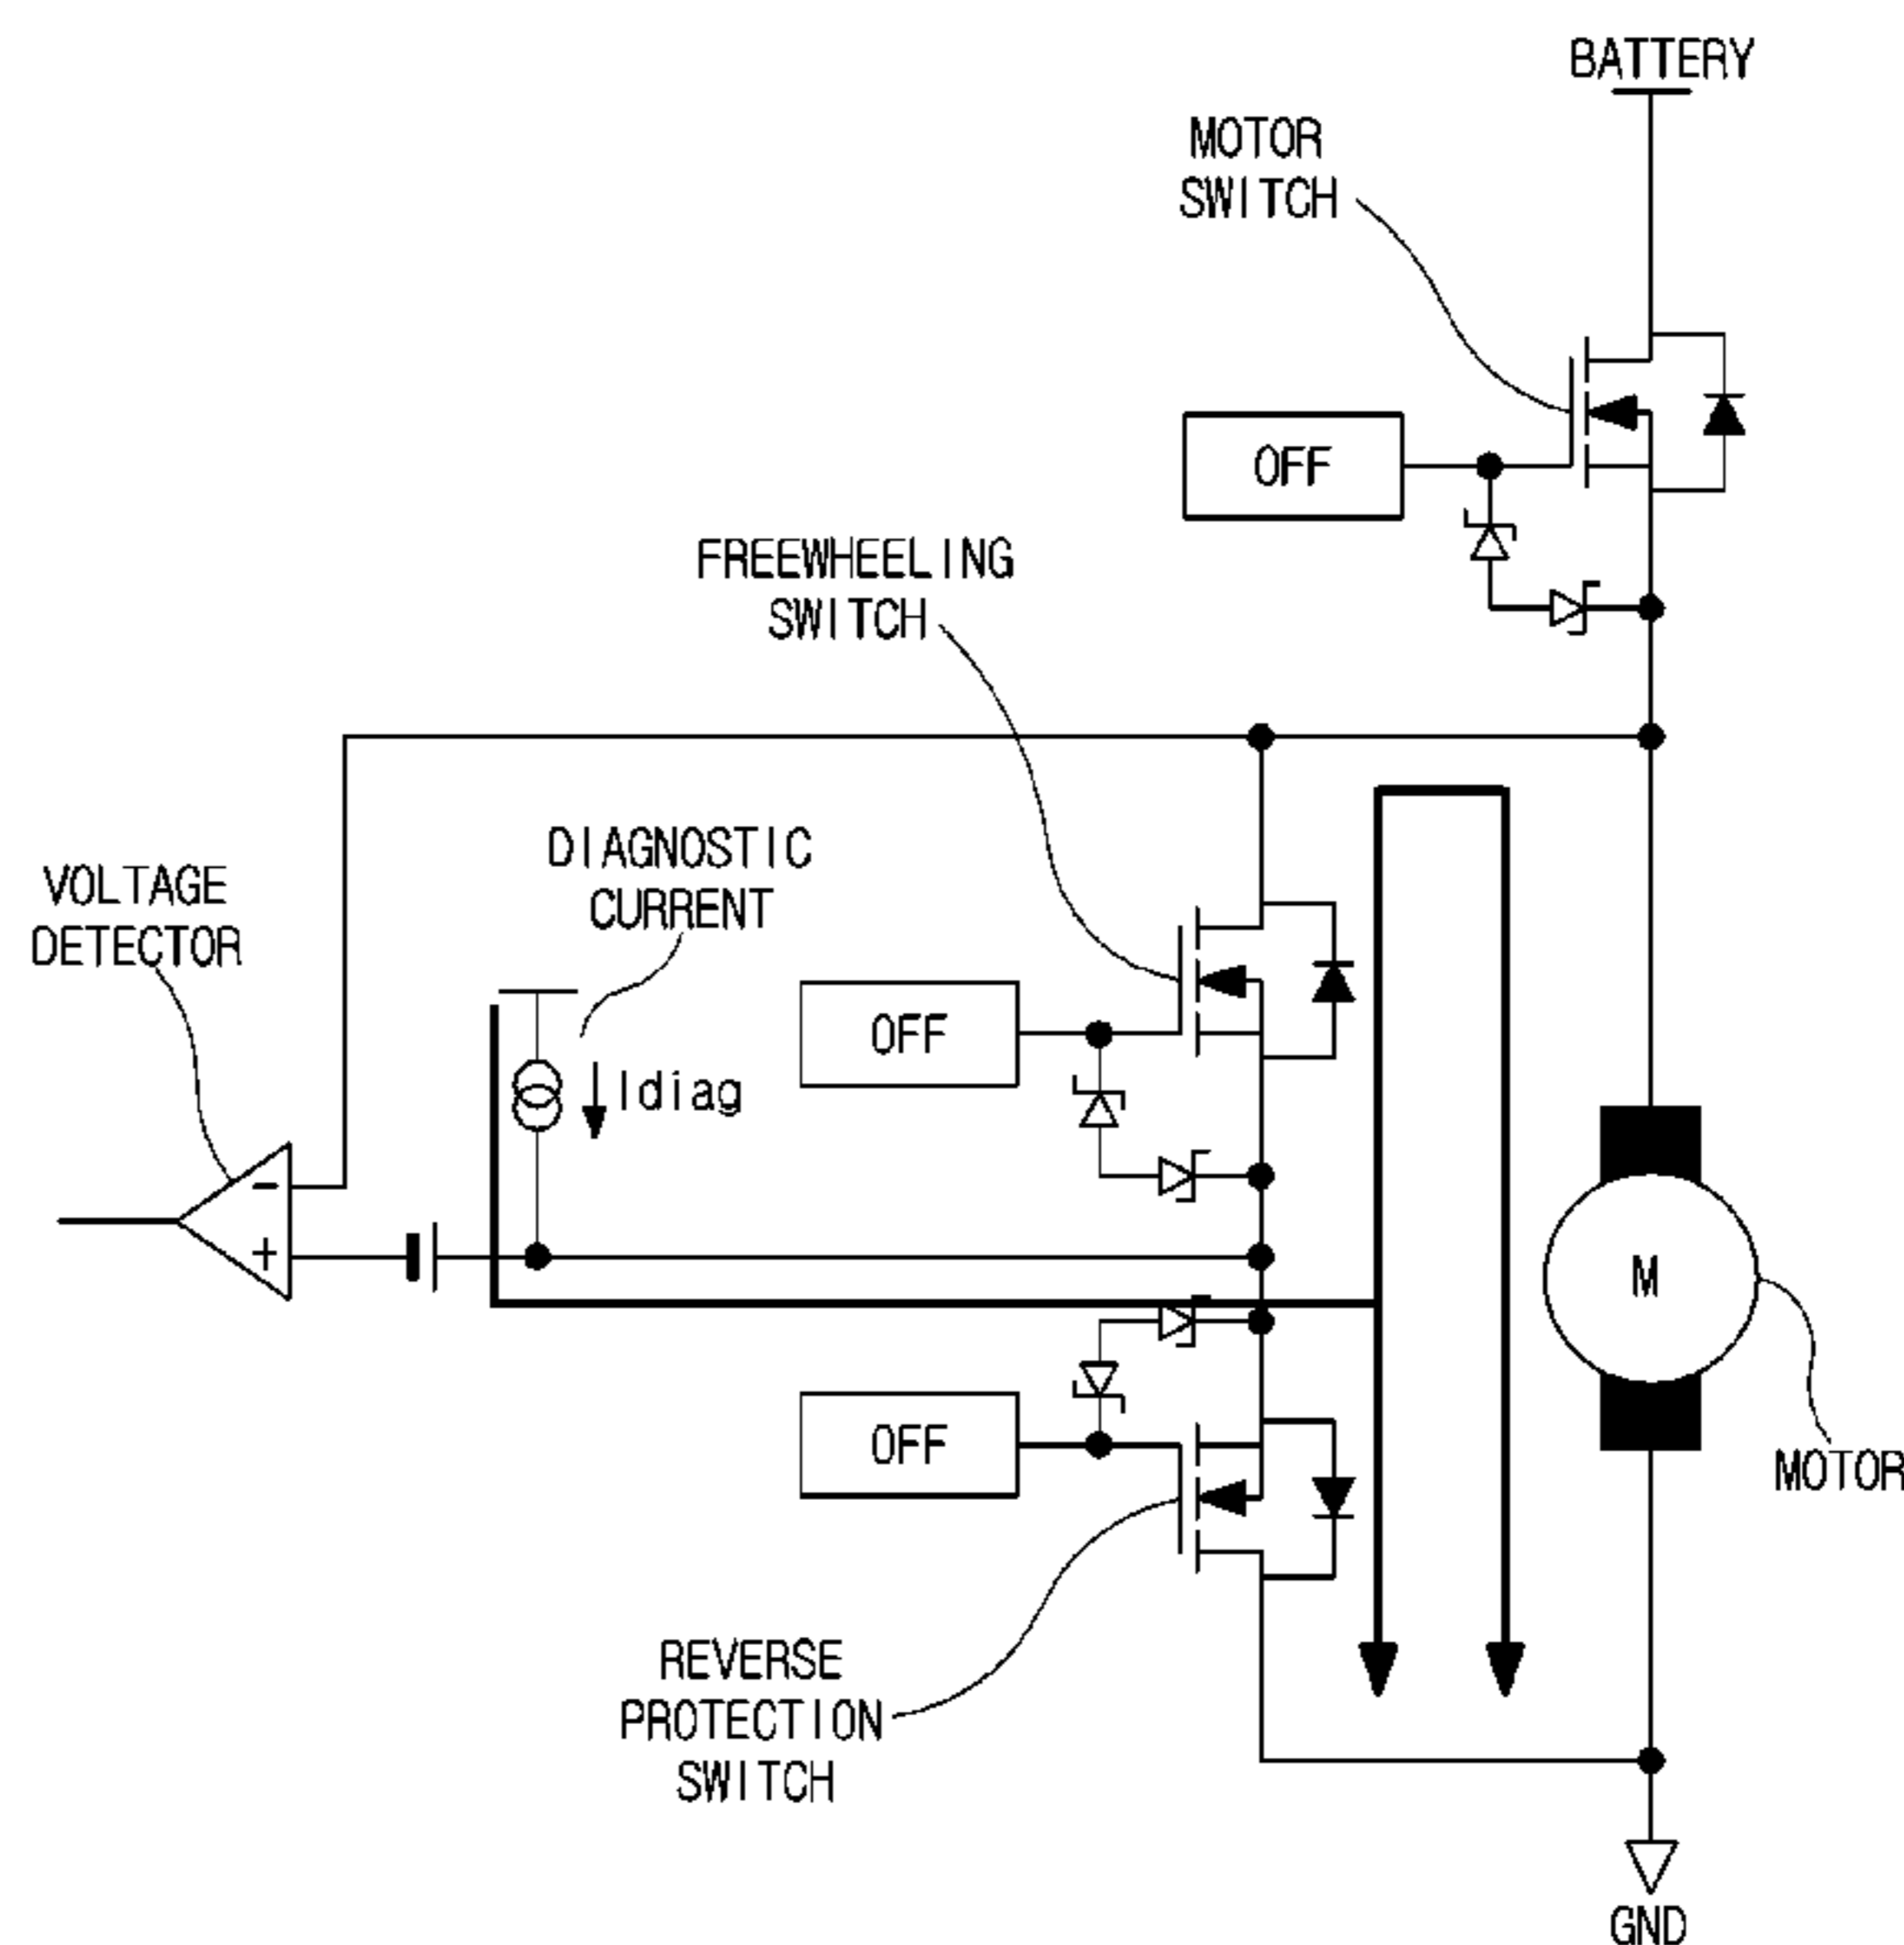 BATTERY
MOTOR
SWITCH
OFF
FREEWHEELING
SWITCH
DIAGNOSTIC
CURRENT
VOLTAGE
DETECTOR
OFF
Idiag
-
+
M
OFF
MOTOR
REVERSE
PROTECTION
SWITCH
GND